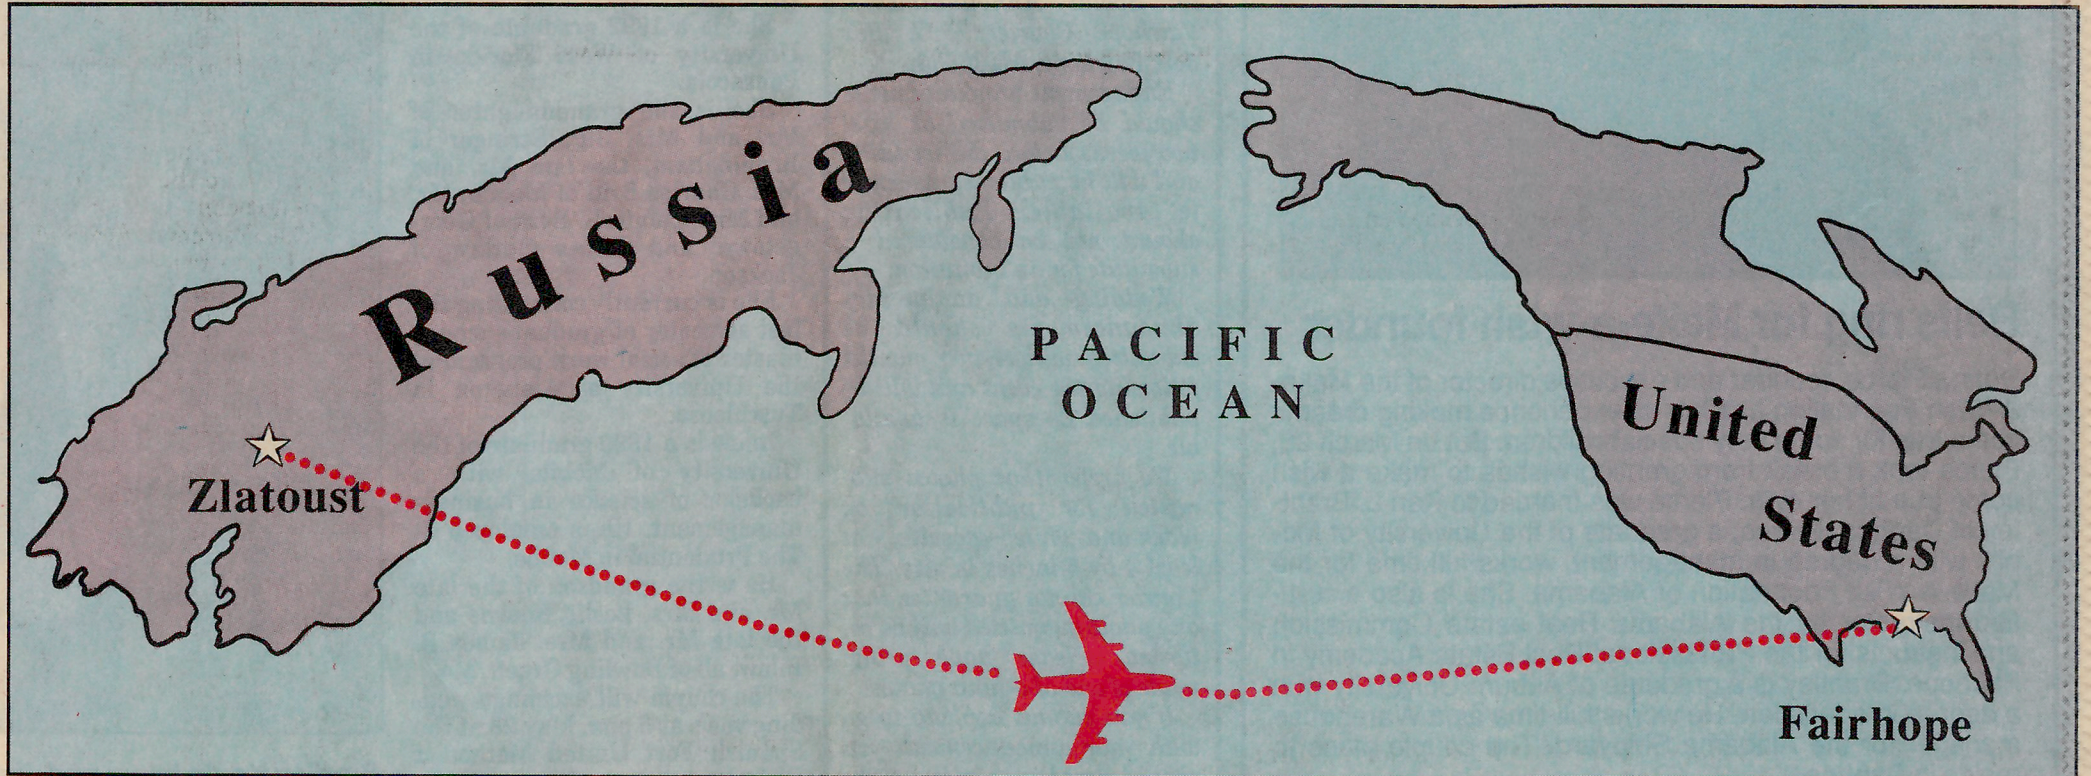 Russia
Zlatoust
PACIFIC
OCEAN
United
States
Fairhope